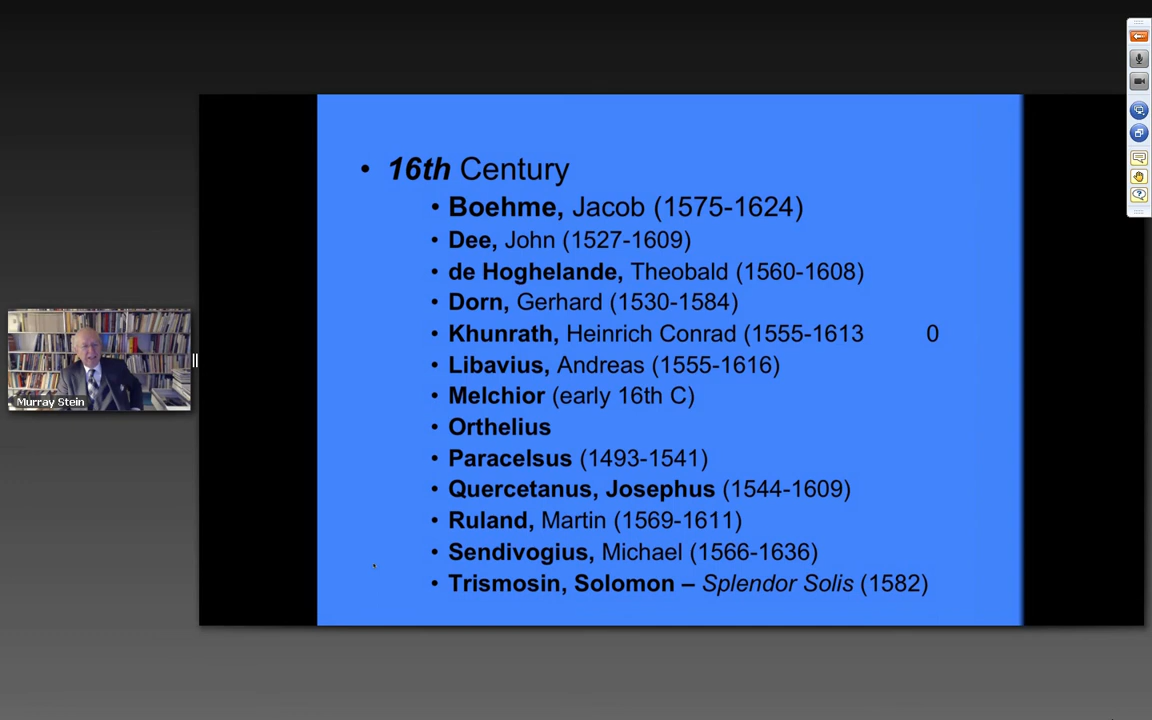 16th Century
Boehme, Jacob (1575-1624)
Dee, John (1527-1609)
de Hoghelande, Theobald (1560-1608)
Dorn, Gerhard (1530-1584)
Khunrath, Heinrich Conrad (1555-1613 0
Libavius, Andreas (1555-1616)
Melchior (early 16th C)
Orthelius
Paracelsus (1493-1541)
Quercetanus, Josephus (1544-1609)
Ruland, Martin (1569-1611)
Sendivogius, Michael (1566-1636)
Trismosin, Solomon – Splendor Solis (1582)
Murray Stein